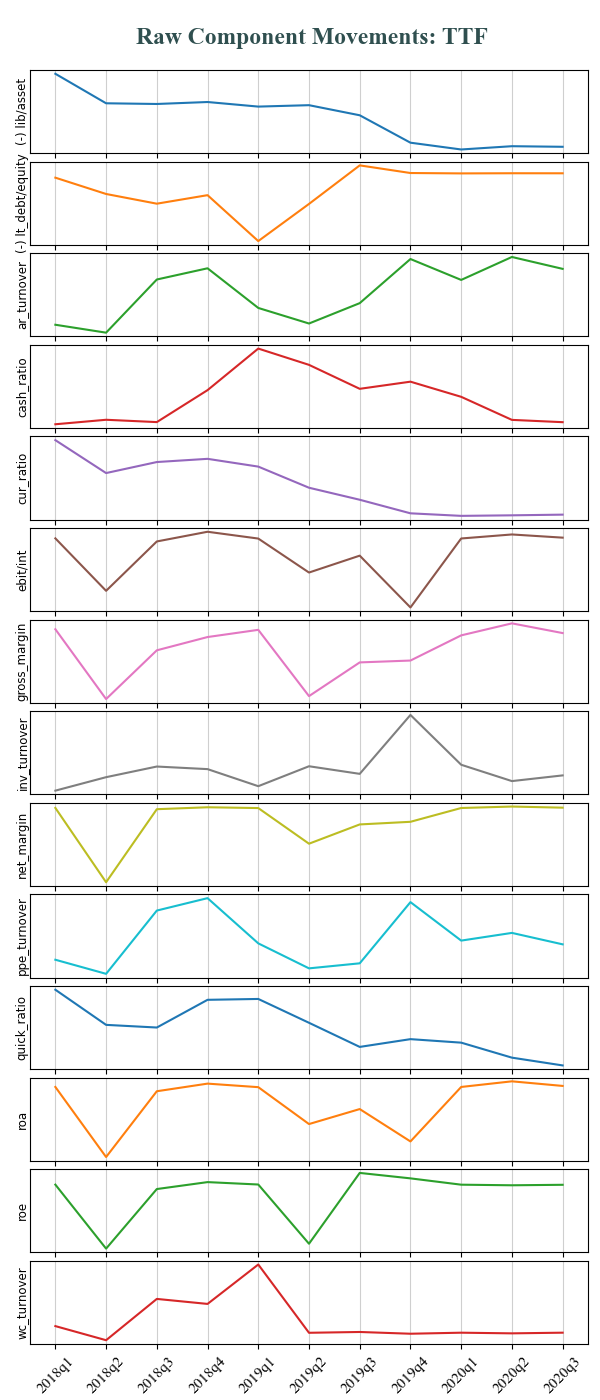 Raw Component Movements: TTF
(-) lib/asset
(-) lt_debt/equity
ar_turnover
cash_ratio
cur_ratio
ebit/int
gross_margin
inv_turnover
net_margin
ppe_turnover
quick_ratio
roa
roe
wc_turnover
2018q1 2018q2 2018q3 2018q4 2019q1 2019q2 2019q3 2019q4 2020q1 2020q2 2020q3